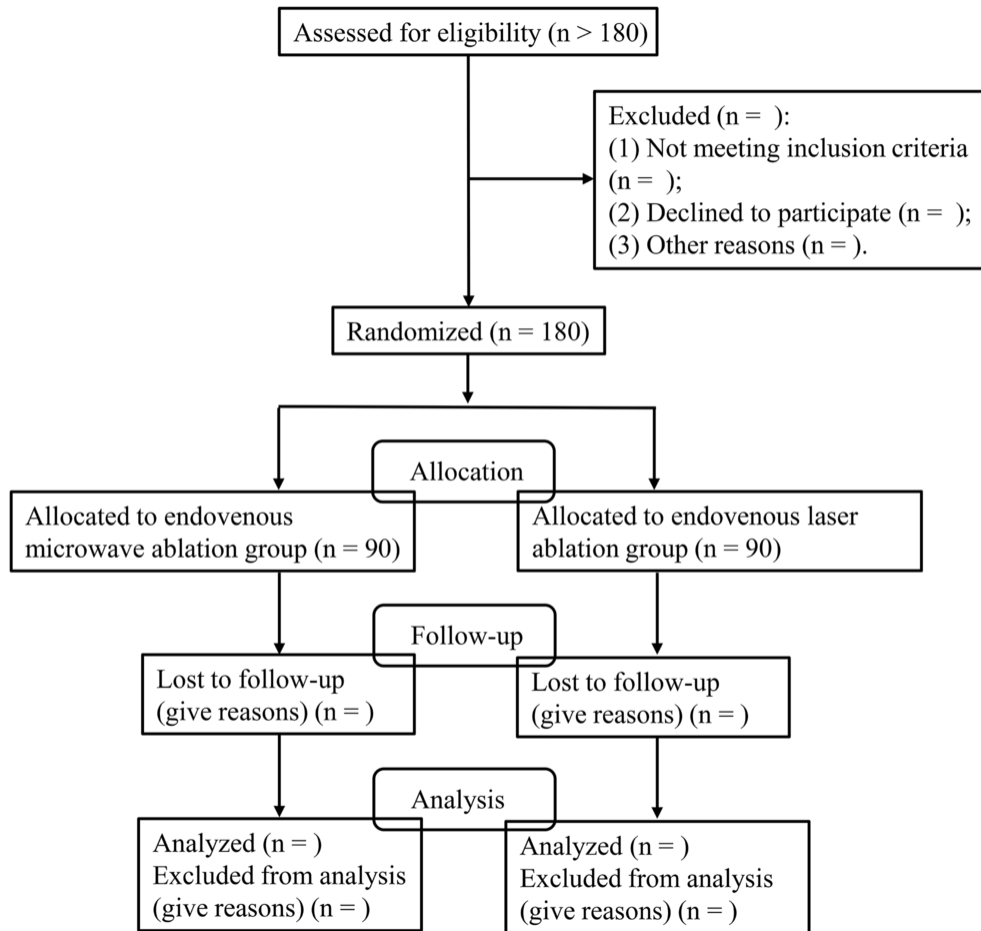 Assessed for eligibility (n > 180)
Excluded (n =  ):
(1) Not meeting inclusion criteria
(n =  );
(2) Declined to participate (n =  );
(3) Other reasons (n = ).
Randomized (n = 180)
Allocation
Allocated to endovenous
microwave ablation group (n = 90)
Allocated to endovenous laser
ablation group (n = 90)
Follow-up
Lost to follow-up
(give reasons) (n = )
Lost to follow-up
(give reasons) (n = )
Analysis
Analyzed (n = )
Excluded from analysis
(give reasons) (n = )
Analyzed (n = )
Excluded from analysis
(give reasons) (n = )